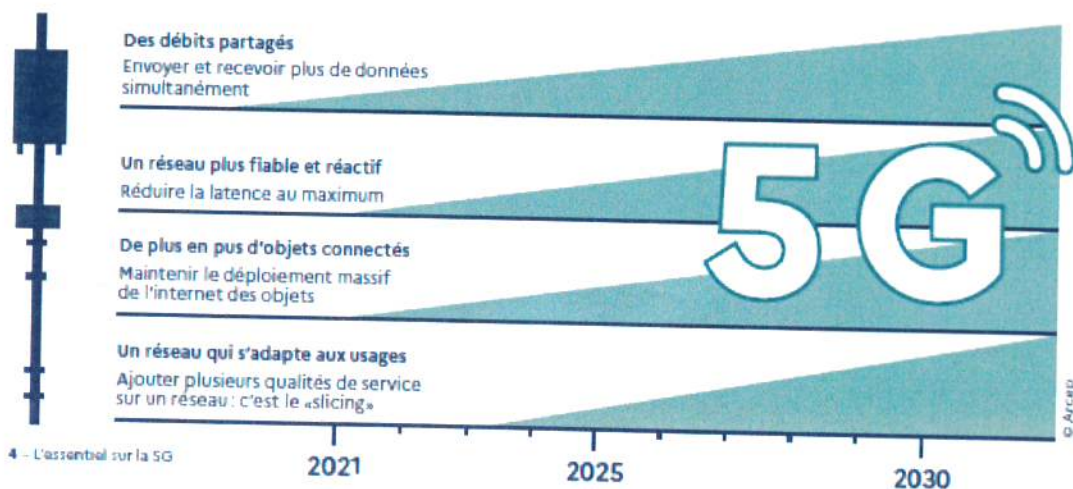 Des débits partagés
Envoyer et recevoir plus de données
simultanément
Un réseau plus fiable et réactif
Réduire la latence au maximum
5G
De plus en pus d'objets connectés
Maintenir le déploiement massif
de l'internet des objets
Un réseau qui s'adapte aux usages
Ajouter plusieurs qualités de service
sur un réseau : c'est le «slicing»
© Arcep
4 – L'essentiel sur la 5G
2021
2025
2030